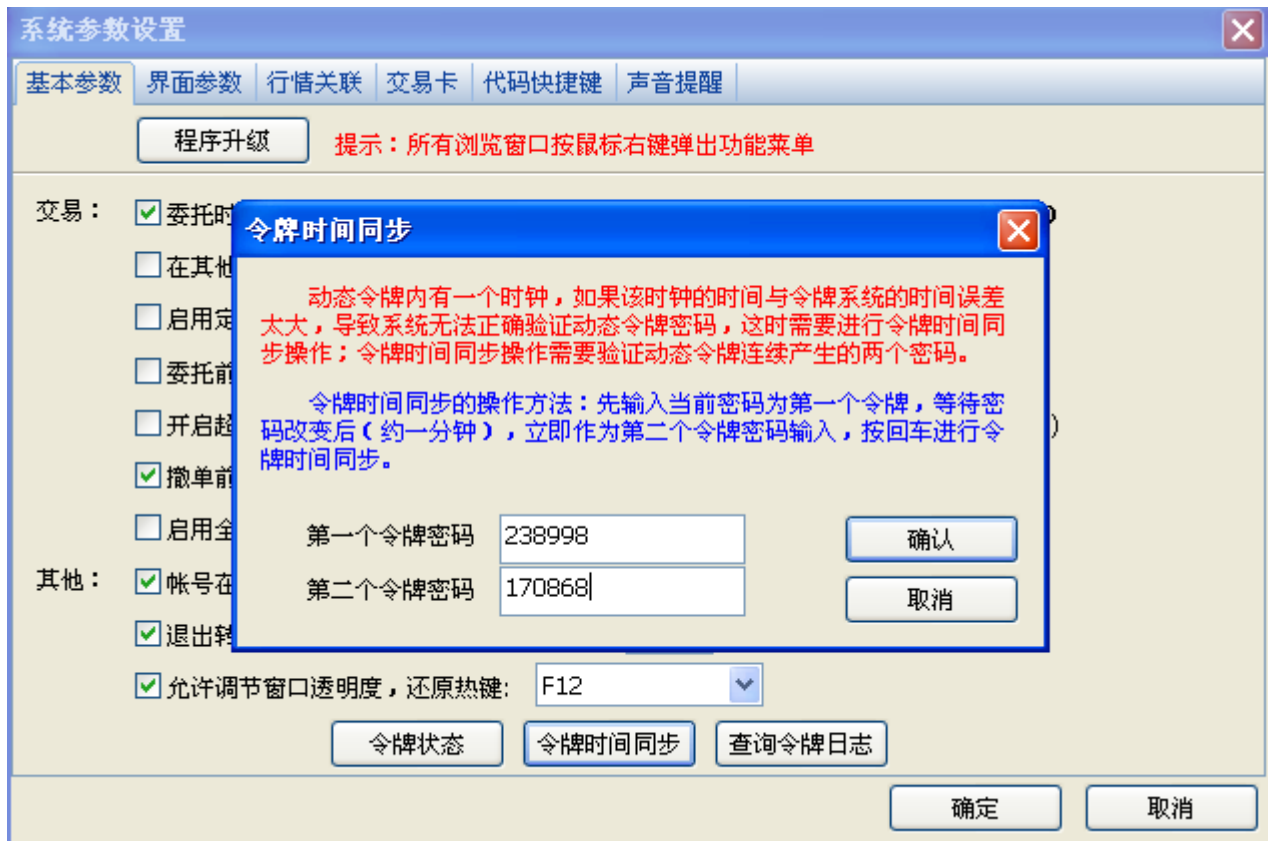 系统参数设置
基本参数 界面参数 行情关联 交易卡 代码快捷键 声音提醒
程序升级 提示：所有浏览窗口按鼠标右键弹出功能菜单
交易： 委托时
在其他
启用定
委托前
开启超 )
撤单前
启用全
其他： 帐号在
退出转
允许调节窗口透明度，还原热键: F12
令牌时间同步
动态令牌内有一个时钟，如果该时钟的时间与令牌系统的时间误差
太大，导致系统无法正确验证动态令牌密码，这时需要进行令牌时间同
步操作；令牌时间同步操作需要验证动态令牌连续产生的两个密码。
令牌时间同步的操作方法：先输入当前密码为第一个令牌，等待密
码改变后（约一分钟），立即作为第二个令牌密码输入，按回车进行令
牌时间同步。
第一个令牌密码 238998 确认
第二个令牌密码 170868 取消
令牌状态 令牌时间同步 查询令牌日志
确定 取消